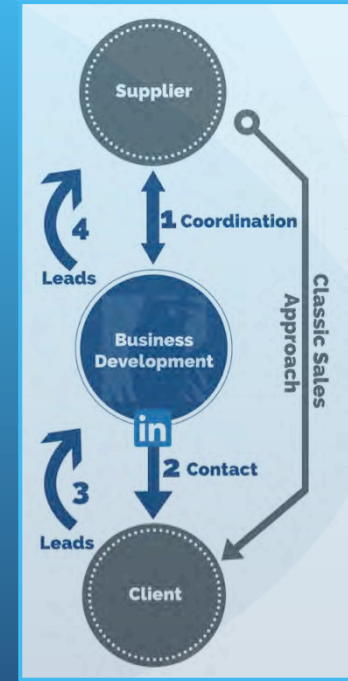 Supplier
4
1 Coordination
Leads
Classic Sales
Approach
Business
Development
in
2 Contact
3
Leads
Client